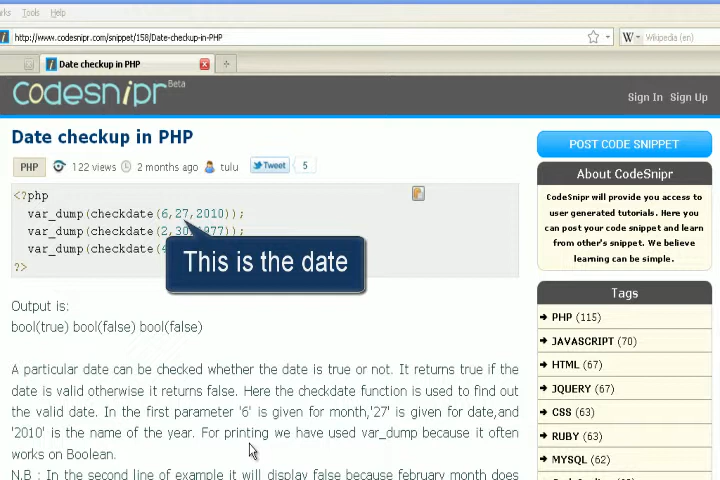 Tools Help
http://www.codesnipr.com/snippet/158/Date-checkup-in-PHP
W Wikipedia (en)
Date checkup in PHP
codesnipr Beta
Sign In Sign Up
Date checkup in PHP
PHP 122 views 2 months ago tulu Tweet 5
<?php
var_dump(checkdate(6,27,2010));
var_dump(checkdate(2,30,1977));
var_dump(checkdate(
?>
This is the date
Output is:
bool(true) bool(false) bool(false)
A particular date can be checked whether the date is true or not. It returns true if the
date is valid otherwise it returns false. Here the checkdate function is used to find out
the valid date. In the first parameter '6' is given for month,'27' is given for date,and
'2010' is the name of the year. For printing we have used var_dump because it often
works on Boolean.
N.B : In the second line of example it will display false because february month does
POST CODE SNIPPET
About CodeSnipr
CodeSnipr will provide you access to
user generated tutorials. Here you
can post your code snippet and learn
from other's snippet. We believe
learning can be simple.
Tags
PHP (115)
JAVASCRIPT (70)
HTML (67)
JQUERY (67)
CSS (63)
RUBY (63)
MYSQL (62)